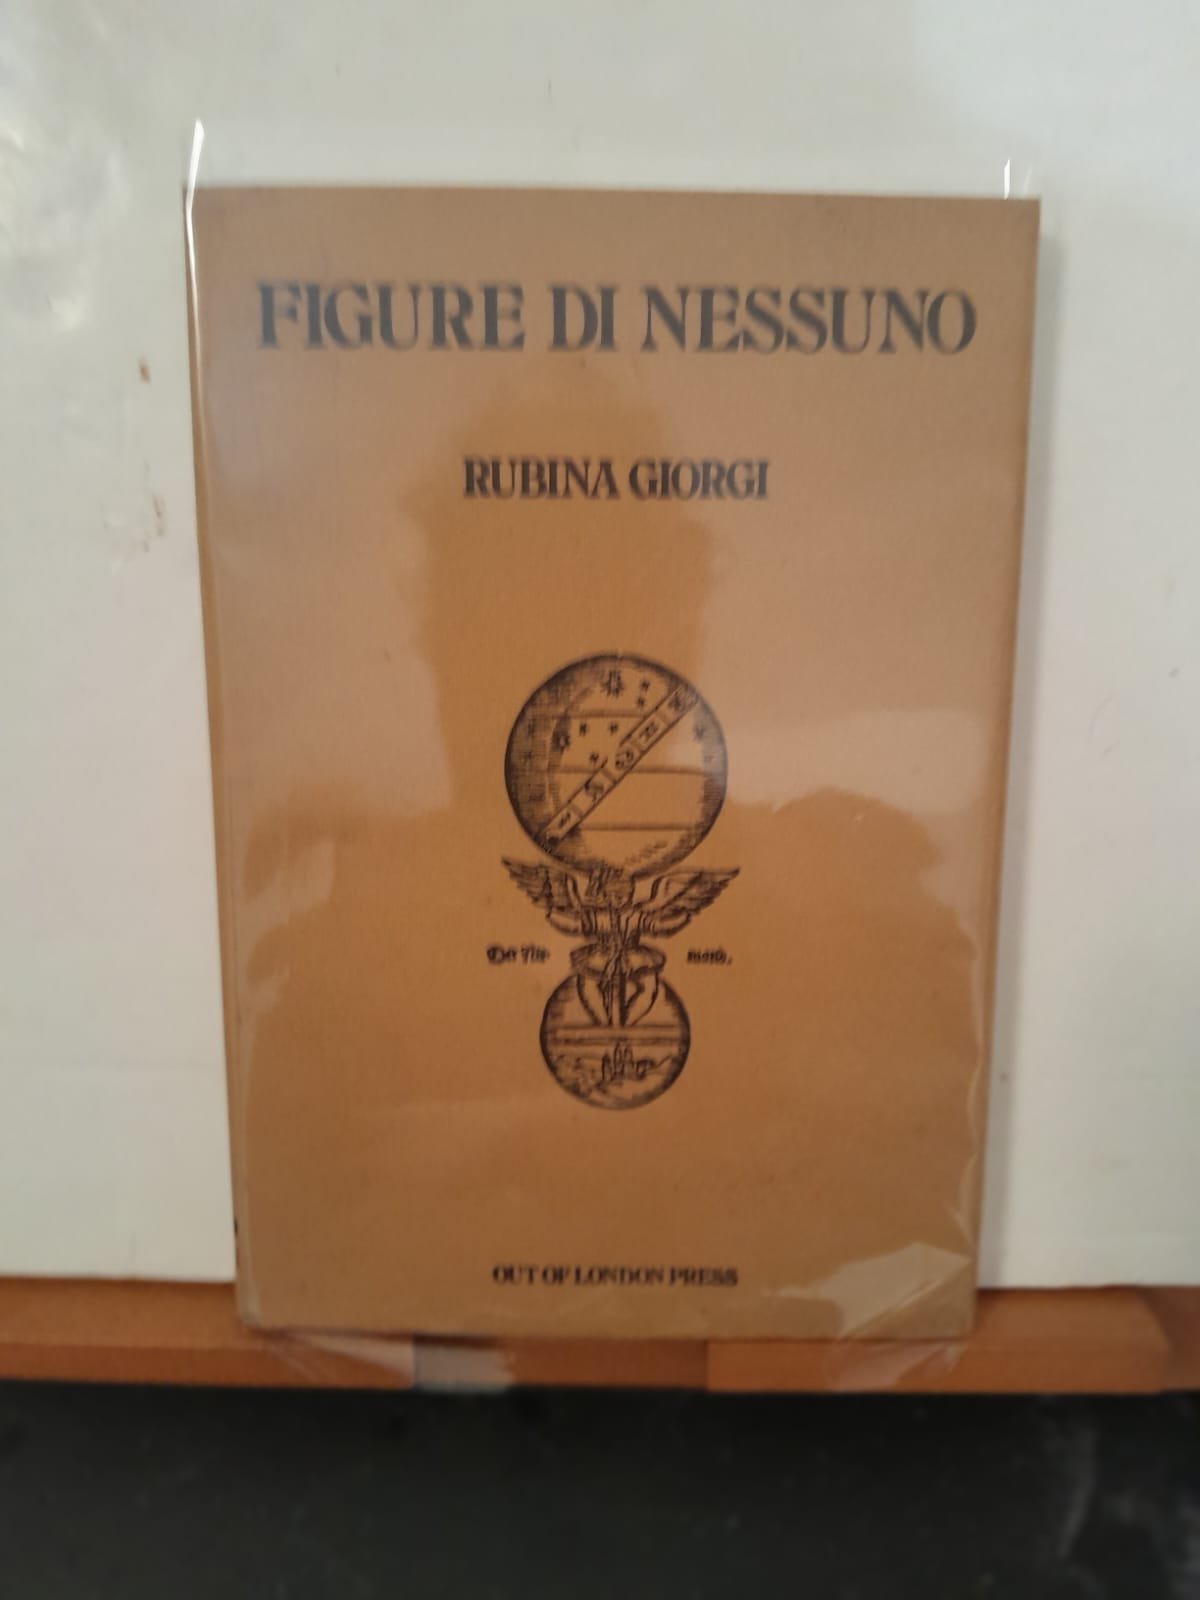 FIGURE DI NESSUNO
RUBINA GIORGI
OUT OF LONDON PRESS